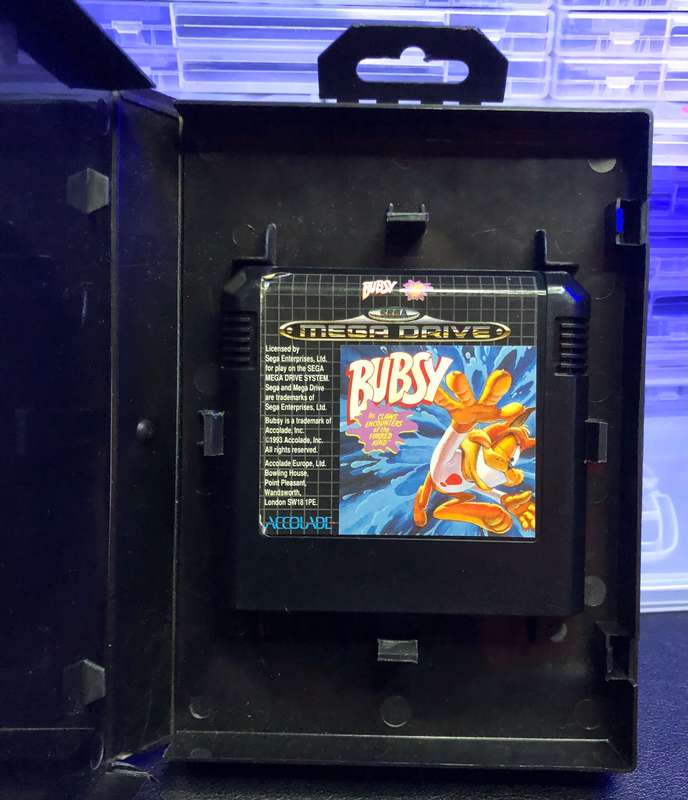 BUBSY
SEGA
MEGA DRIVE
Licensed by
Sega Enterprises, Ltd.
for play on the SEGA
MEGA DRIVE SYSTEM.
Sega and Mega Drive
are trademarks of
Sega Enterprises, Ltd.
Bubsy is a trademark of
Accolade, Inc.
©1993 Accolade, Inc.
All rights reserved.
Accolade Europe, Ltd.
Bowling House,
Point Pleasant,
Wandsworth,
London SW18 1PE.
ACCOLADE
BUBSY
in: CLAWS
ENCOUNTERS
of the
FURRED
KIND